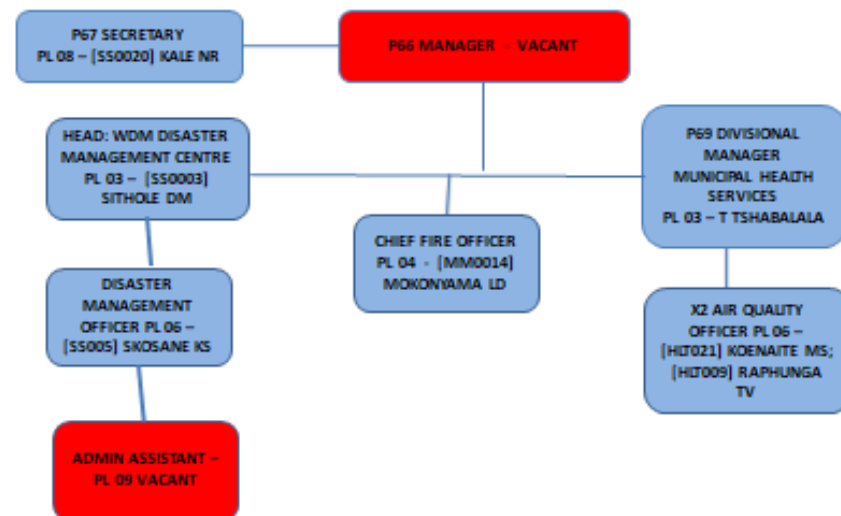 P67 SECRETARY
PL 08 – [SS0020] KALE NR
P66 MANAGER - VACANT
HEAD: WDM DISASTER
MANAGEMENT CENTRE
PL 03 – [SS0003]
SITHOLE DM
P69 DIVISIONAL
MANAGER
MUNICIPAL HEALTH
SERVICES
PL 03 – T TSHABALALA
CHIEF FIRE OFFICER
PL 04 - [MM0014]
MOKONYAMA LD
DISASTER
MANAGEMENT
OFFICER PL 06 –
[SS005] SKOSANE KS
X2 AIR QUALITY
OFFICER PL 06 –
[HLT021] KOENAITE MS;
[HLT009] RAPHUNGA
TV
ADMIN ASSISTANT –
PL 09 VACANT